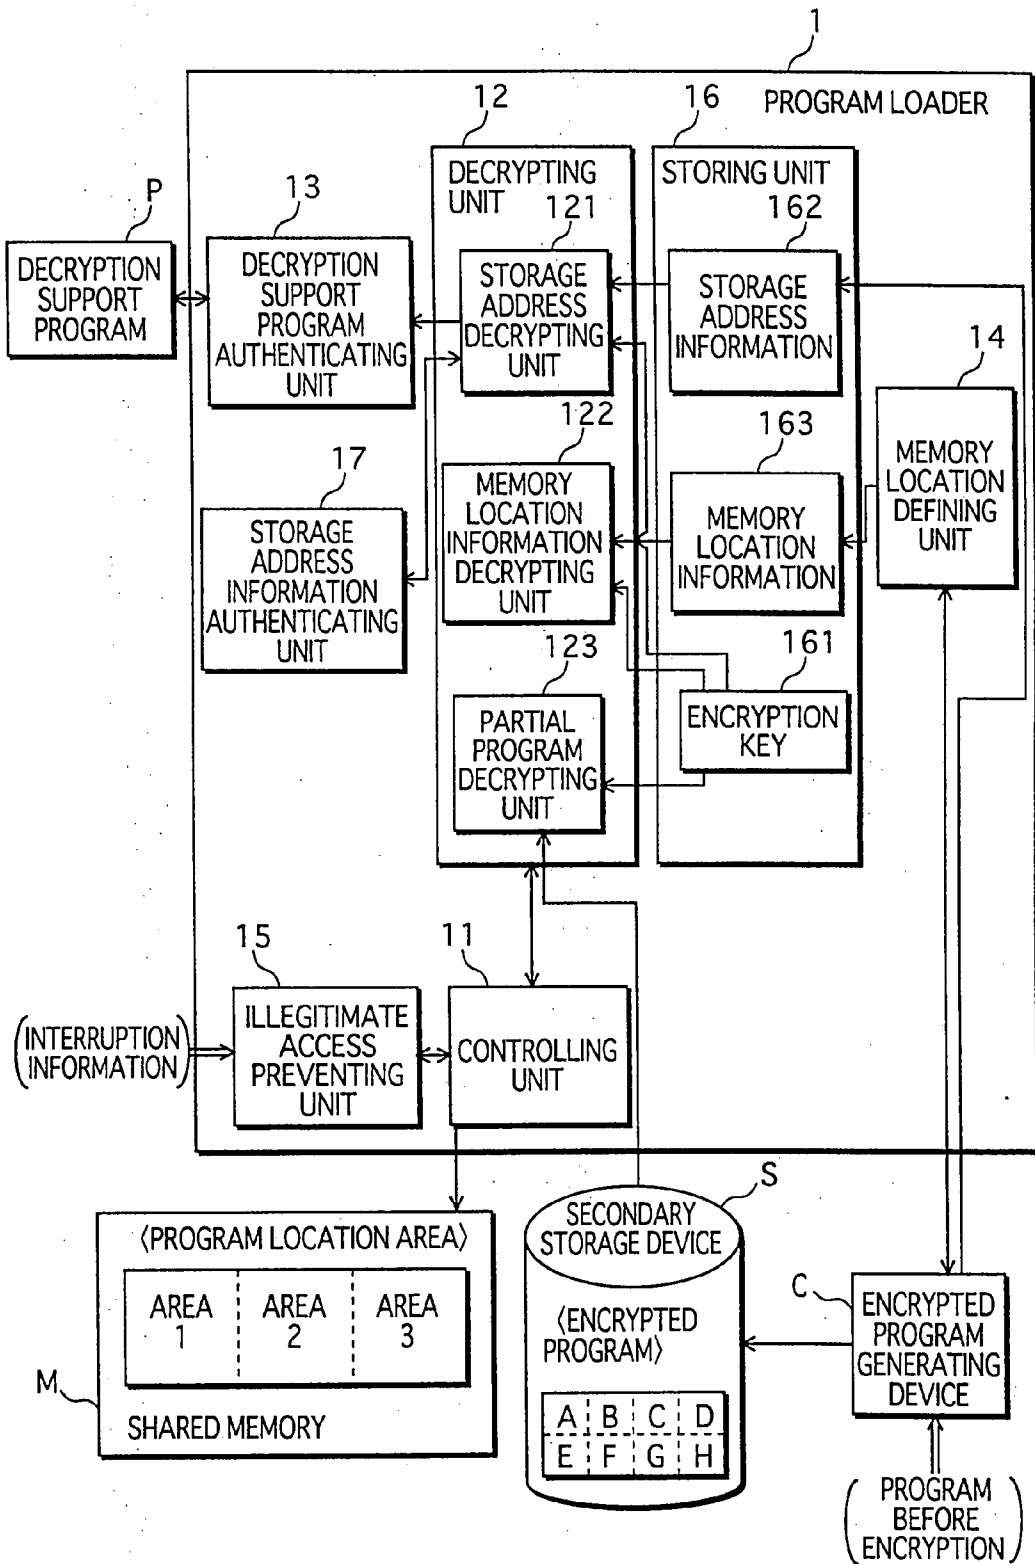 1
PROGRAM LOADER
12
16
DECRYPTING
UNIT
STORING UNIT
P
13
121
162
DECRYPTION
SUPPORT
PROGRAM
DECRYPTION
SUPPORT
PROGRAM
AUTHENTICATING
UNIT
STORAGE
ADDRESS
DECRYPTING
UNIT
STORAGE
ADDRESS
INFORMATION
14
122
163
MEMORY
LOCATION
DEFINING
UNIT
17
STORAGE
ADDRESS
INFORMATION
AUTHENTICATING
UNIT
MEMORY
LOCATION
INFORMATION
DECRYPTING
UNIT
MEMORY
LOCATION
INFORMATION
123
161
PARTIAL
PROGRAM
DECRYPTING
UNIT
ENCRYPTION
KEY
15
11
(INTERRUPTION
INFORMATION)
ILLEGITIMATE
ACCESS
PREVENTING
UNIT
CONTROLLING
UNIT
S
SECONDARY
STORAGE DEVICE
〈PROGRAM LOCATION AREA〉
AREA
1
AREA
2
AREA
3
M
SHARED MEMORY
〈ENCRYPTED
PROGRAM〉
A B C D
E F G H
C
ENCRYPTED
PROGRAM
GENERATING
DEVICE
(PROGRAM
BEFORE
ENCRYPTION)